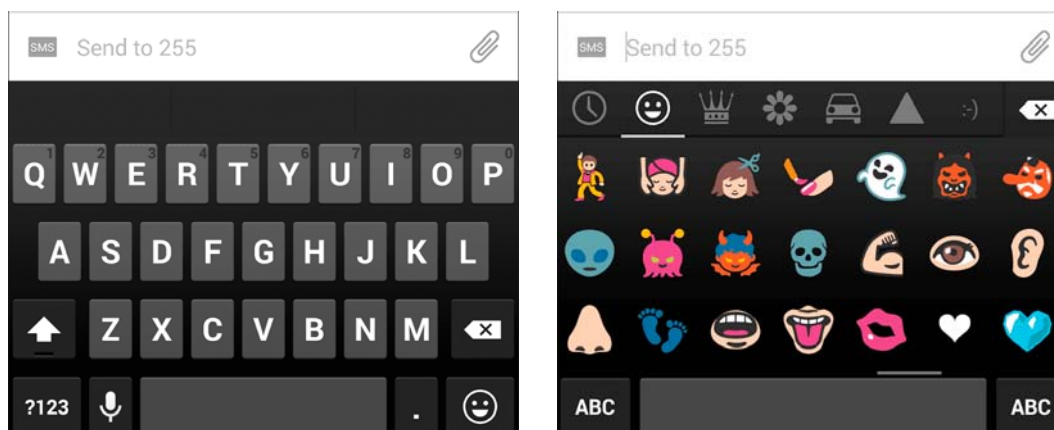 SMS Send to 255
1 2 3 4 5 6 7 8 9 0
Q W E R T Y U I O P
A S D F G H J K L
Z X C V B N M
?123 .
SMS Send to 255
:-)
ABC ABC